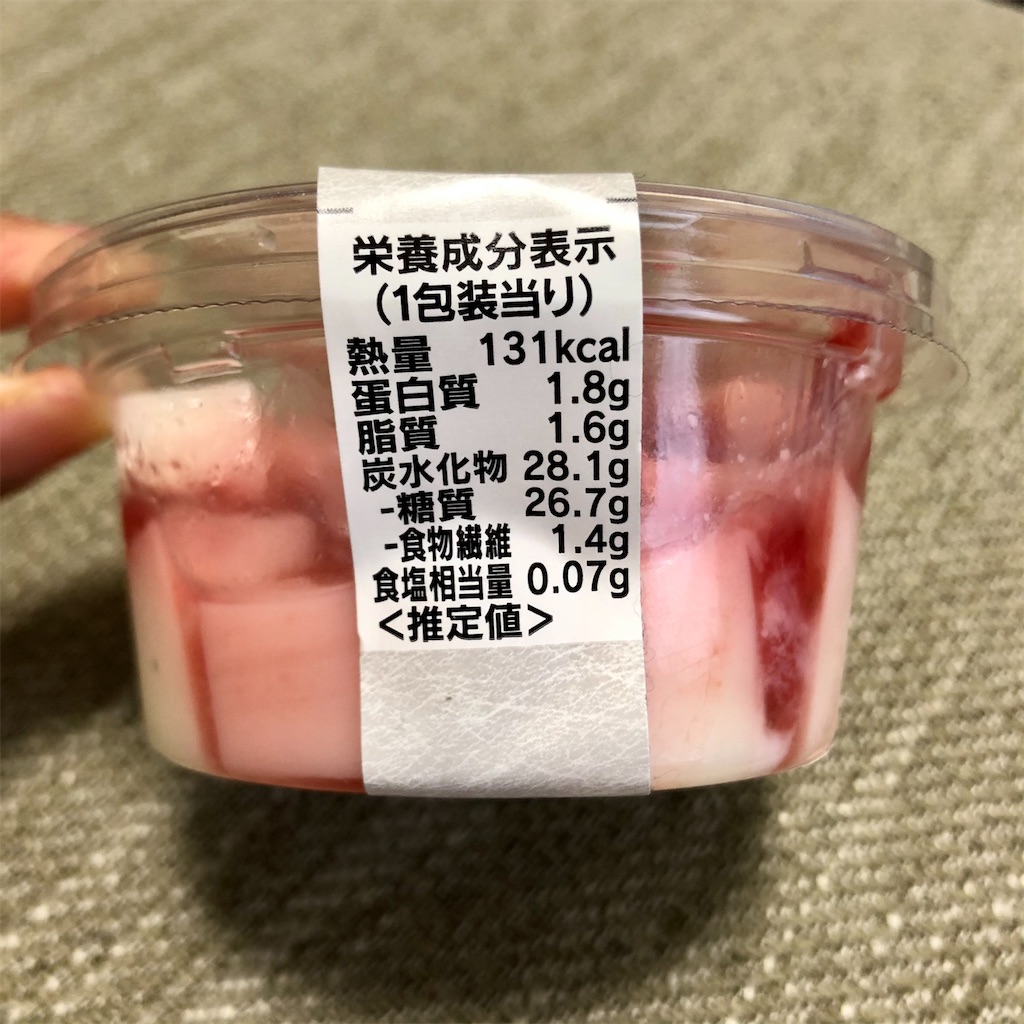 栄養成分表示
(1包装当り)
熱量 131kcal
蛋白質 1.8g
脂質 1.6g
炭水化物 28.1g
-糖質 26.7g
-食物繊維 1.4g
食塩相当量 0.07g
<推定値>